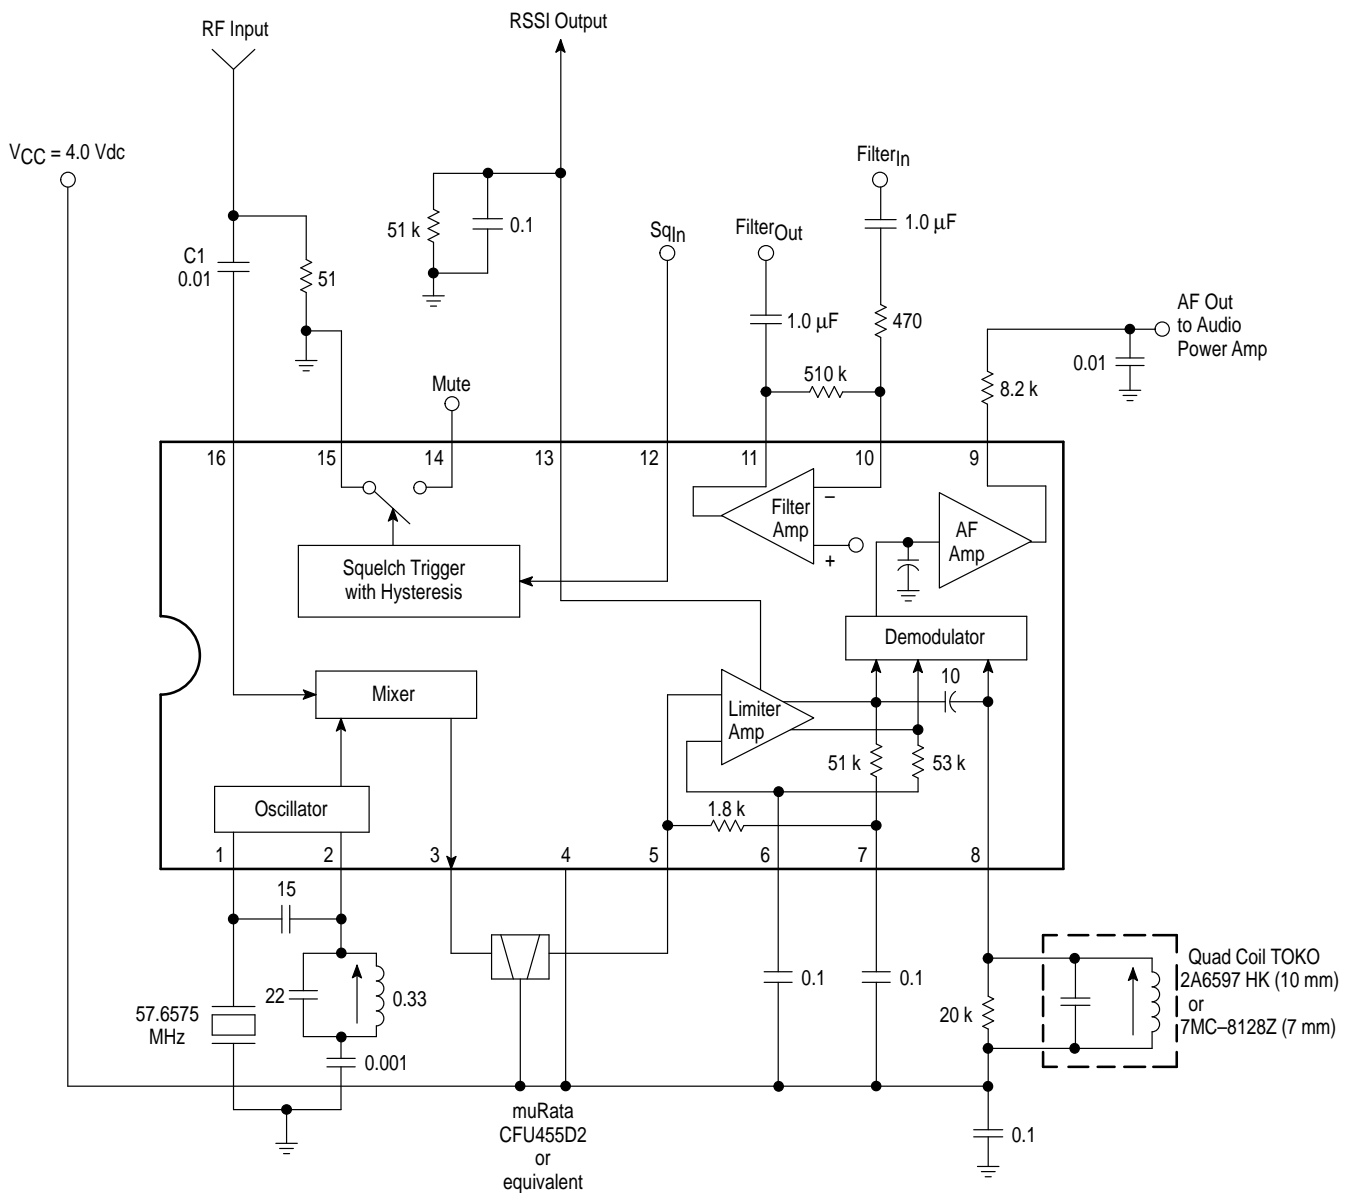 RF Input
RSSI Output
VCC = 4.0 Vdc
FilterIn
1.0 µF
51 k
0.1
SqIn
FilterOut
C1
0.01
51
1.0 µF
470
AF Out
to Audio
Power Amp
0.01
Mute
510 k
8.2 k
16
15
14
13
12
11
10
9
Filter
Amp
–
+
AF
Amp
Squelch Trigger
with Hysteresis
Demodulator
10
Mixer
Limiter
Amp
51 k
53 k
Oscillator
1.8 k
1
2
3
4
5
6
7
8
15
22
0.33
57.6575
MHz
0.001
0.1
0.1
20 k
Quad Coil TOKO
2A6597 HK (10 mm)
or
7MC–8128Z (7 mm)
muRata
CFU455D2
or
equivalent
0.1